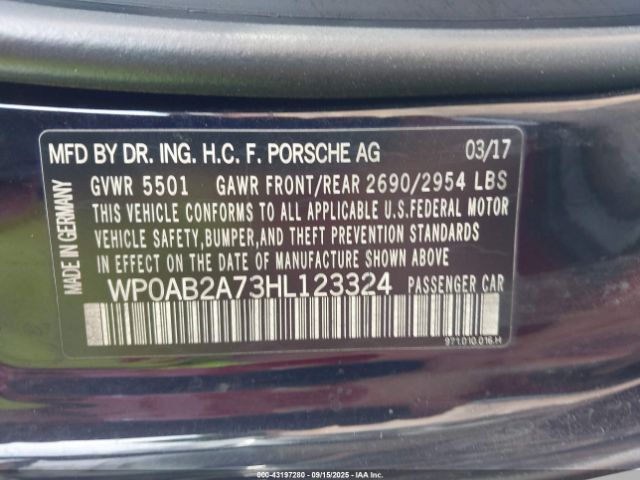 MFD BY DR. ING. H.C. F. PORSCHE AG 03/17
GVWR 5501 GAWR FRONT/REAR 2690/2954 LBS
THIS VEHICLE CONFORMS TO ALL APPLICABLE U.S.FEDERAL MOTOR
VEHICLE SAFETY,BUMPER,AND THEFT PREVENTION STANDARDS
IN EFFECT ON THE DATE OF MANUFACTURE SHOWN ABOVE
WP0AB2A73HL123324 PASSENGER CAR
971.010.016.H
MADE IN GERMANY
000-43197280 - 09/15/2025 - IAA Inc.